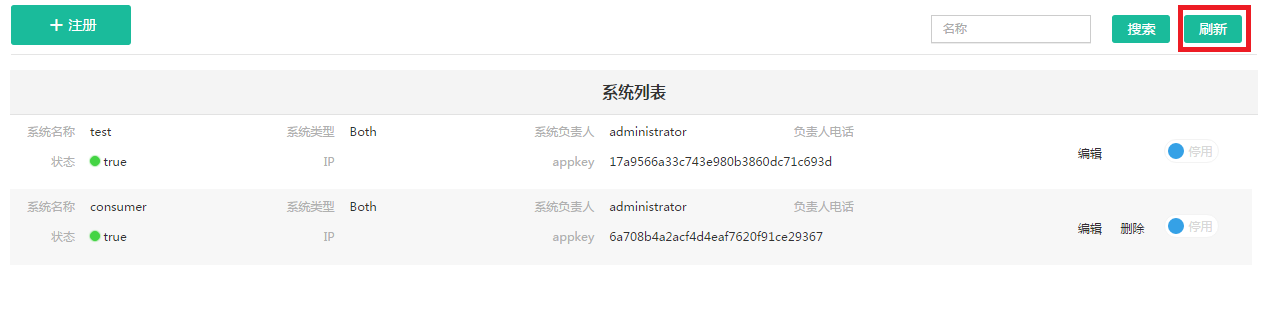 + 注册
名称 搜索 刷新
系统列表
系统名称 test 系统类型 Both 系统负责人 administrator 负责人电话
状态 true IP appkey 17a9566a33c743e980b3860dc71c693d
编辑 停用
系统名称 consumer 系统类型 Both 系统负责人 administrator 负责人电话
状态 true IP appkey 6a708b4a2acf4d4eaf7620f91ce29367
编辑 删除 停用